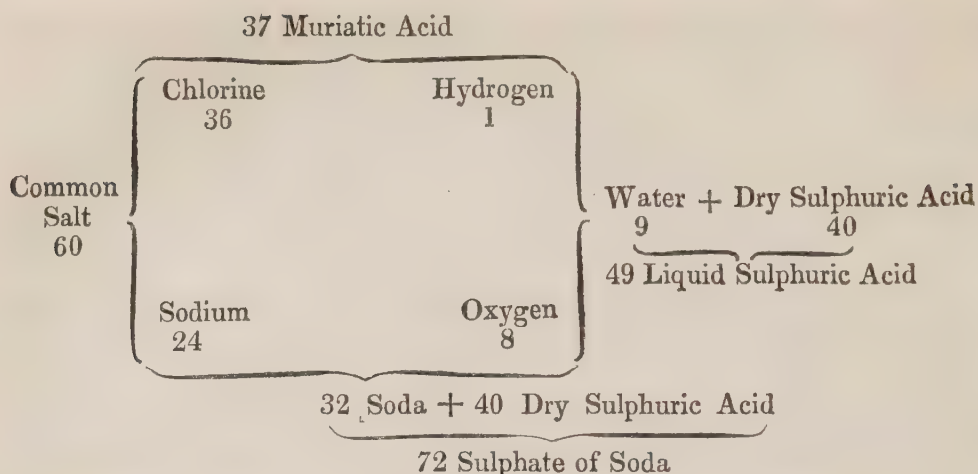 37 Muriatic Acid
Chlorine Hydrogen
36 1
Common
Salt
60
Water + Dry Sulphuric Acid
9 40
49 Liquid Sulphuric Acid
Sodium Oxygen
24 8
32 Soda + 40 Dry Sulphuric Acid
72 Sulphate of Soda